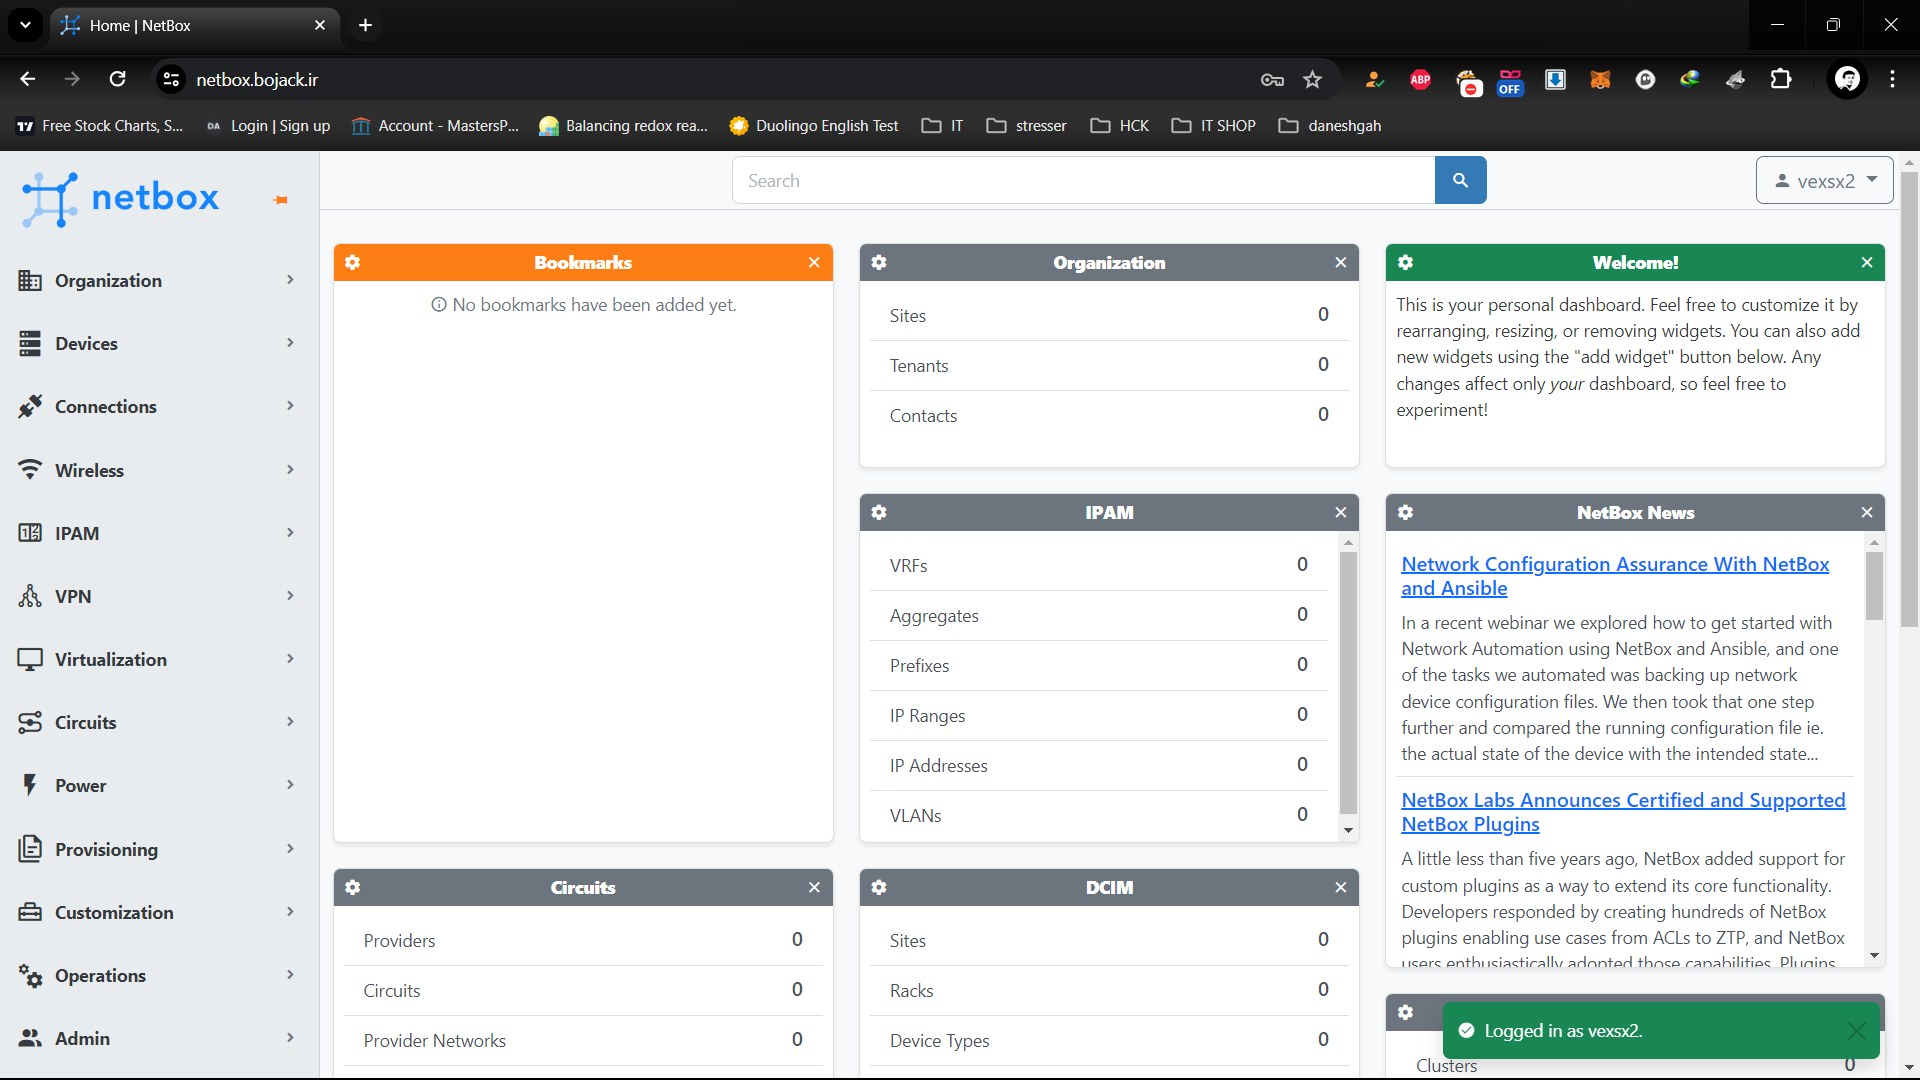 Home | NetBox
netbox.bojack.ir
ABP
OFF
Free Stock Charts, S...
DA Login | Sign up
Account - MastersP...
Balancing redox rea...
Duolingo English Test
IT
stresser
HCK
IT SHOP
daneshgah
netbox
Search
vexsx2
Organization
Devices
Connections
Wireless
IPAM
VPN
Virtualization
Circuits
Power
Provisioning
Customization
Operations
Admin
Bookmarks
No bookmarks have been added yet.
Circuits
Providers 0
Circuits 0
Provider Networks 0
Organization
Sites 0
Tenants 0
Contacts 0
IPAM
VRFs 0
Aggregates 0
Prefixes 0
IP Ranges 0
IP Addresses 0
VLANs 0
DCIM
Sites 0
Racks 0
Device Types 0
Welcome!
This is your personal dashboard. Feel free to customize it by
rearranging, resizing, or removing widgets. You can also add
new widgets using the "add widget" button below. Any
changes affect only your dashboard, so feel free to
experiment!
NetBox News
Network Configuration Assurance With NetBox
and Ansible
In a recent webinar we explored how to get started with
Network Automation using NetBox and Ansible, and one
of the tasks we automated was backing up network
device configuration files. We then took that one step
further and compared the running configuration file ie.
the actual state of the device with the intended state...
NetBox Labs Announces Certified and Supported
NetBox Plugins
A little less than five years ago, NetBox added support for
custom plugins as a way to extend its core functionality.
Developers responded by creating hundreds of NetBox
plugins enabling use cases from ACLs to ZTP, and NetBox
users enthusiastically adopted those capabilities. Plugins
Logged in as vexsx2.
Clusters 0